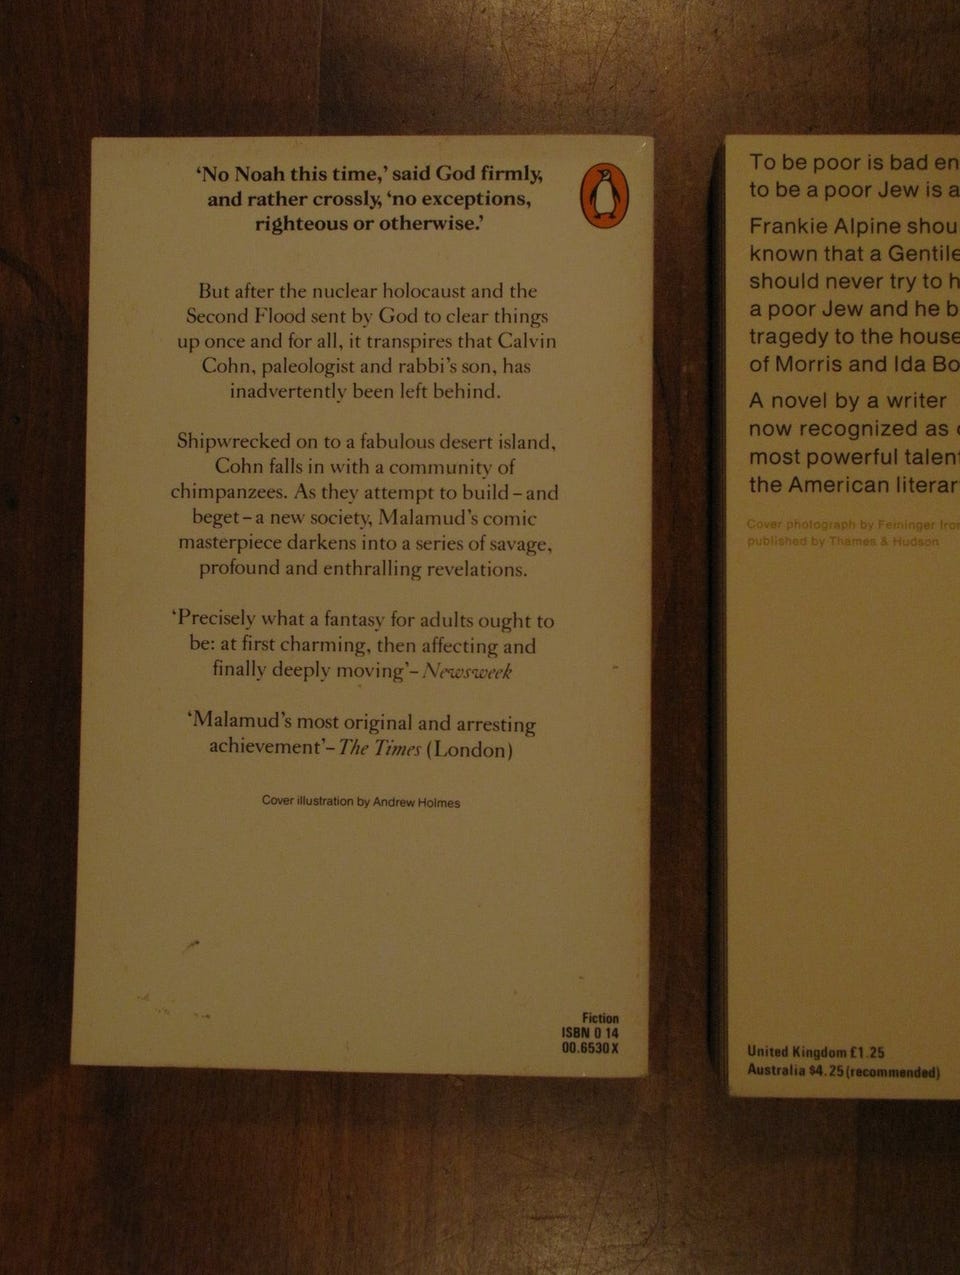 ‘No Noah this time,’ said God firmly,
and rather crossly, ‘no exceptions,
righteous or otherwise.’
But after the nuclear holocaust and the
Second Flood sent by God to clear things
up once and for all, it transpires that Calvin
Cohn, paleologist and rabbi’s son, has
inadvertently been left behind.
Shipwrecked on to a fabulous desert island,
Cohn falls in with a community of
chimpanzees. As they attempt to build – and
beget – a new society, Malamud’s comic
masterpiece darkens into a series of savage,
profound and enthralling revelations.
‘Precisely what a fantasy for adults ought to
be: at first charming, then affecting and
finally deeply moving’ – Newsweek
‘Malamud’s most original and arresting
achievement’ – The Times (London)
Cover illustration by Andrew Holmes
Fiction
ISBN 0 14
00.6530 X
To be poor is bad
to be a poor Jew is
Frankie Alpine
known that a Gentile
should never try to
a poor Jew and he
tragedy to the house
of Morris and Ida
A novel by a writer
now recognized as
most powerful
the American
Cover photograph by Feininger
published by Thames & Hudson
United Kingdom £1.25
Australia $4.25 (recommended)